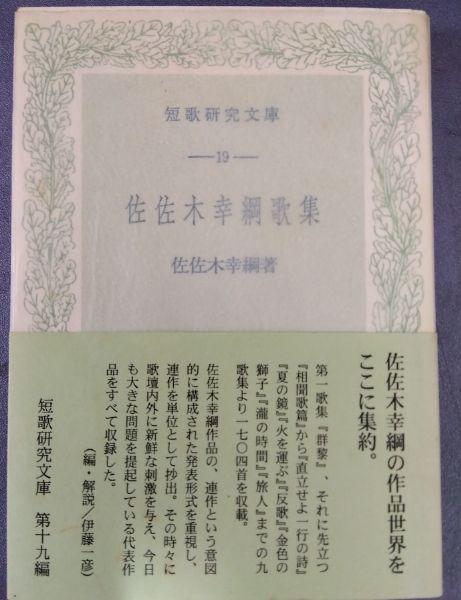 短歌研究文庫
—19—
佐佐木幸綱歌集
佐佐木幸綱著
佐佐木幸綱の作品世界を
ここに集約。
第一歌集『群黎』、それに先立つ
『相聞歌篇』から『直立せよ一行の詩』
『夏の鏡』『火を運ぶ』『反歌』『金色の
獅子』『瀧の時間』『旅人』までの九
歌集より一七〇四首を収載。
佐佐木幸綱作品の、連作という意図
的に構成された発表形式を重視し、
連作を単位として抄出。その時々に
歌壇内外に新鮮な刺激を与え、今日
も大きな問題を提起している代表作
品をすべて収録した。
(編・解説/伊藤一彦)
短歌研究文庫 第十九編